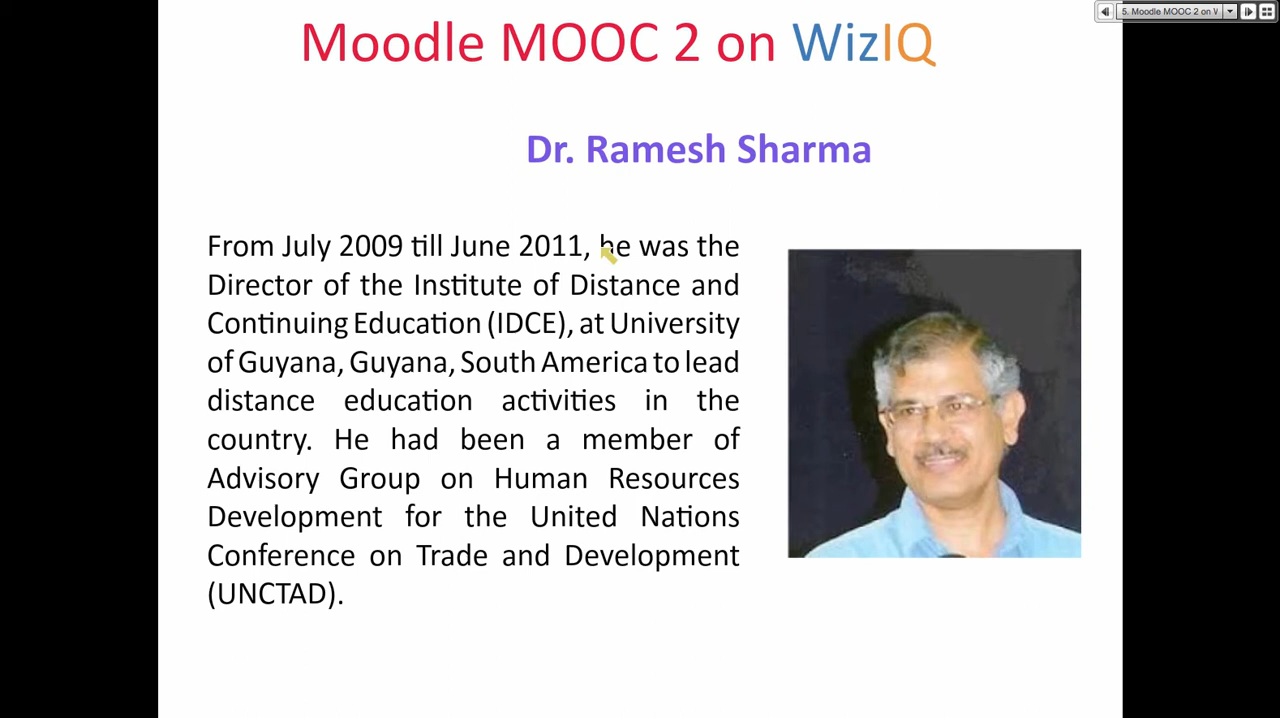 5. Moodle MOOC 2 on W
Moodle MOOC 2 on WizIQ
Dr. Ramesh Sharma
From July 2009 till June 2011, he was the
Director of the Institute of Distance and
Continuing Education (IDCE), at University
of Guyana, Guyana, South America to lead
distance education activities in the
country. He had been a member of
Advisory Group on Human Resources
Development for the United Nations
Conference on Trade and Development
(UNCTAD).